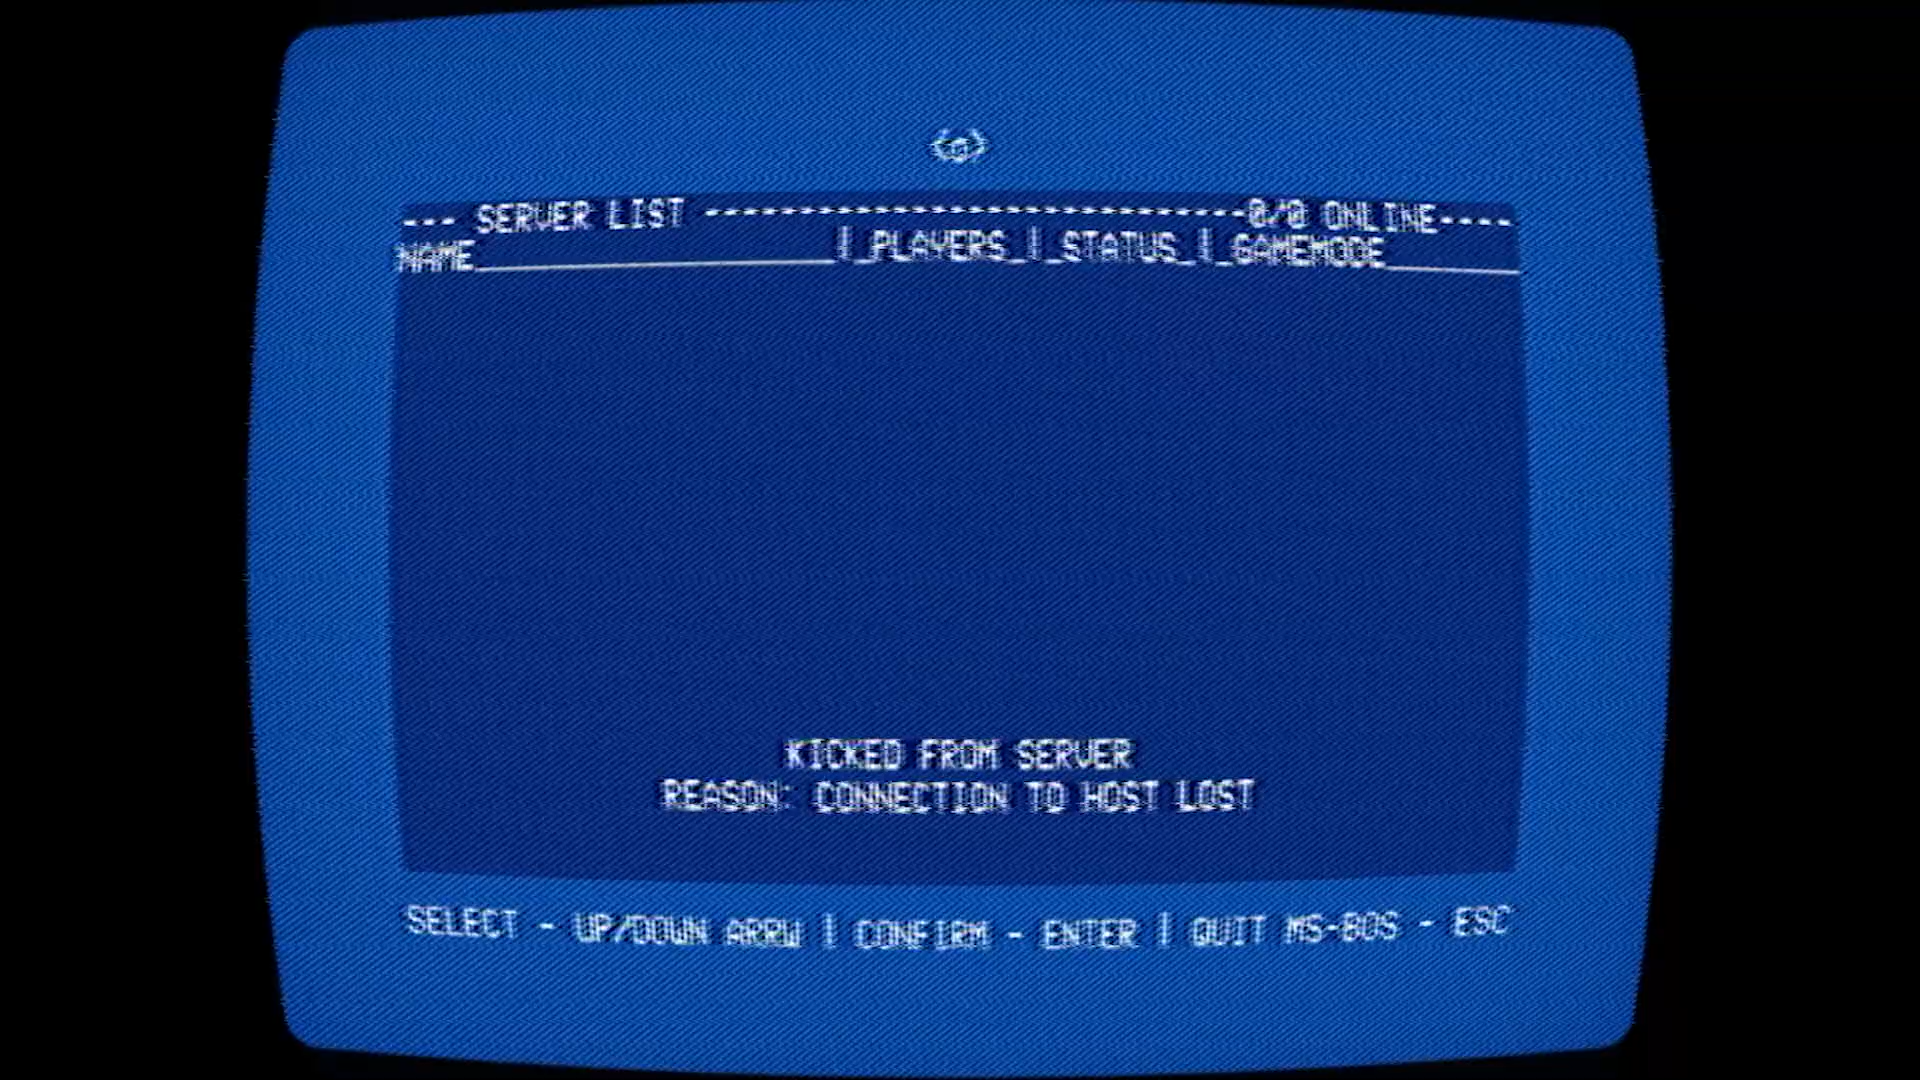 --- SERVER LIST --------------------------------0/0 ONLINE----
NAME_____________________|_PLAYERS_|_STATUS_|_GAMEMODE________
KICKED FROM SERVER
REASON: CONNECTION TO HOST LOST
SELECT - UP/DOWN ARRW | CONFIRM - ENTER | QUIT MS-BOS - ESC